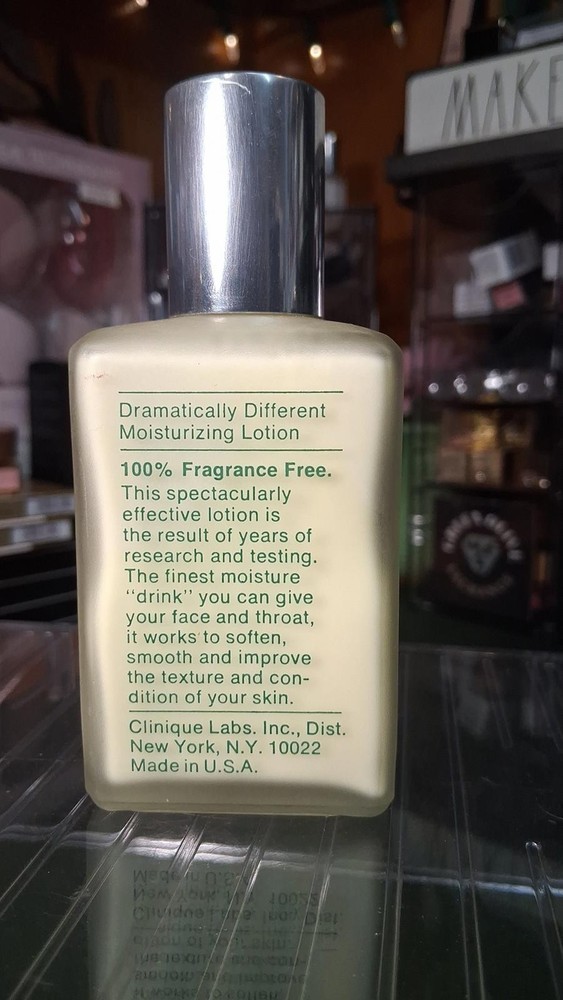 MAKE
Dramatically Different
Moisturizing Lotion
100% Fragrance Free.
This spectacularly
effective lotion is
the result of years of
research and testing.
The finest moisture
“drink” you can give
your face and throat,
it works to soften,
smooth and improve
the texture and con-
dition of your skin.
Clinique Labs. Inc., Dist.
New York, N.Y. 10022
Made in U.S.A.